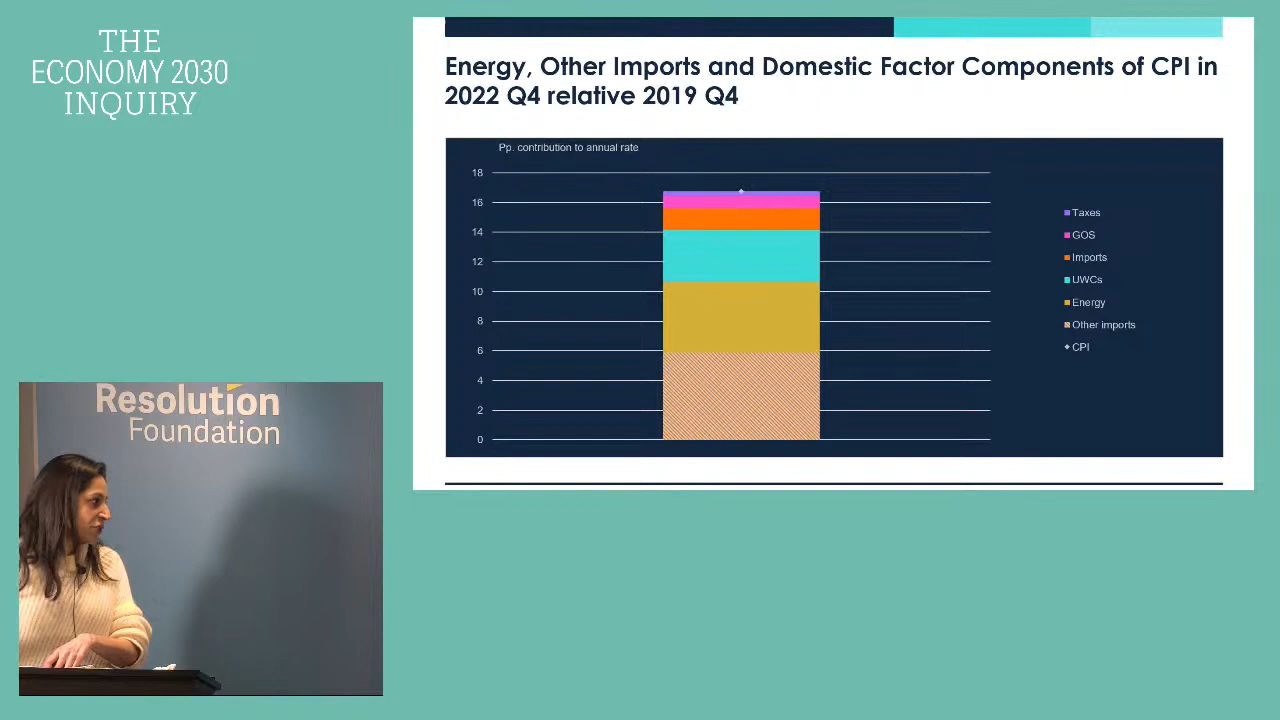 THE
ECONOMY 2030
INQUIRY
Energy, Other Imports and Domestic Factor Components of CPI in
2022 Q4 relative 2019 Q4
Pp. contribution to annual rate
18
16
14
12
10
8
6
4
2
0
Taxes
GOS
Imports
UWCs
Energy
Other imports
CPI
Resolution
Foundation